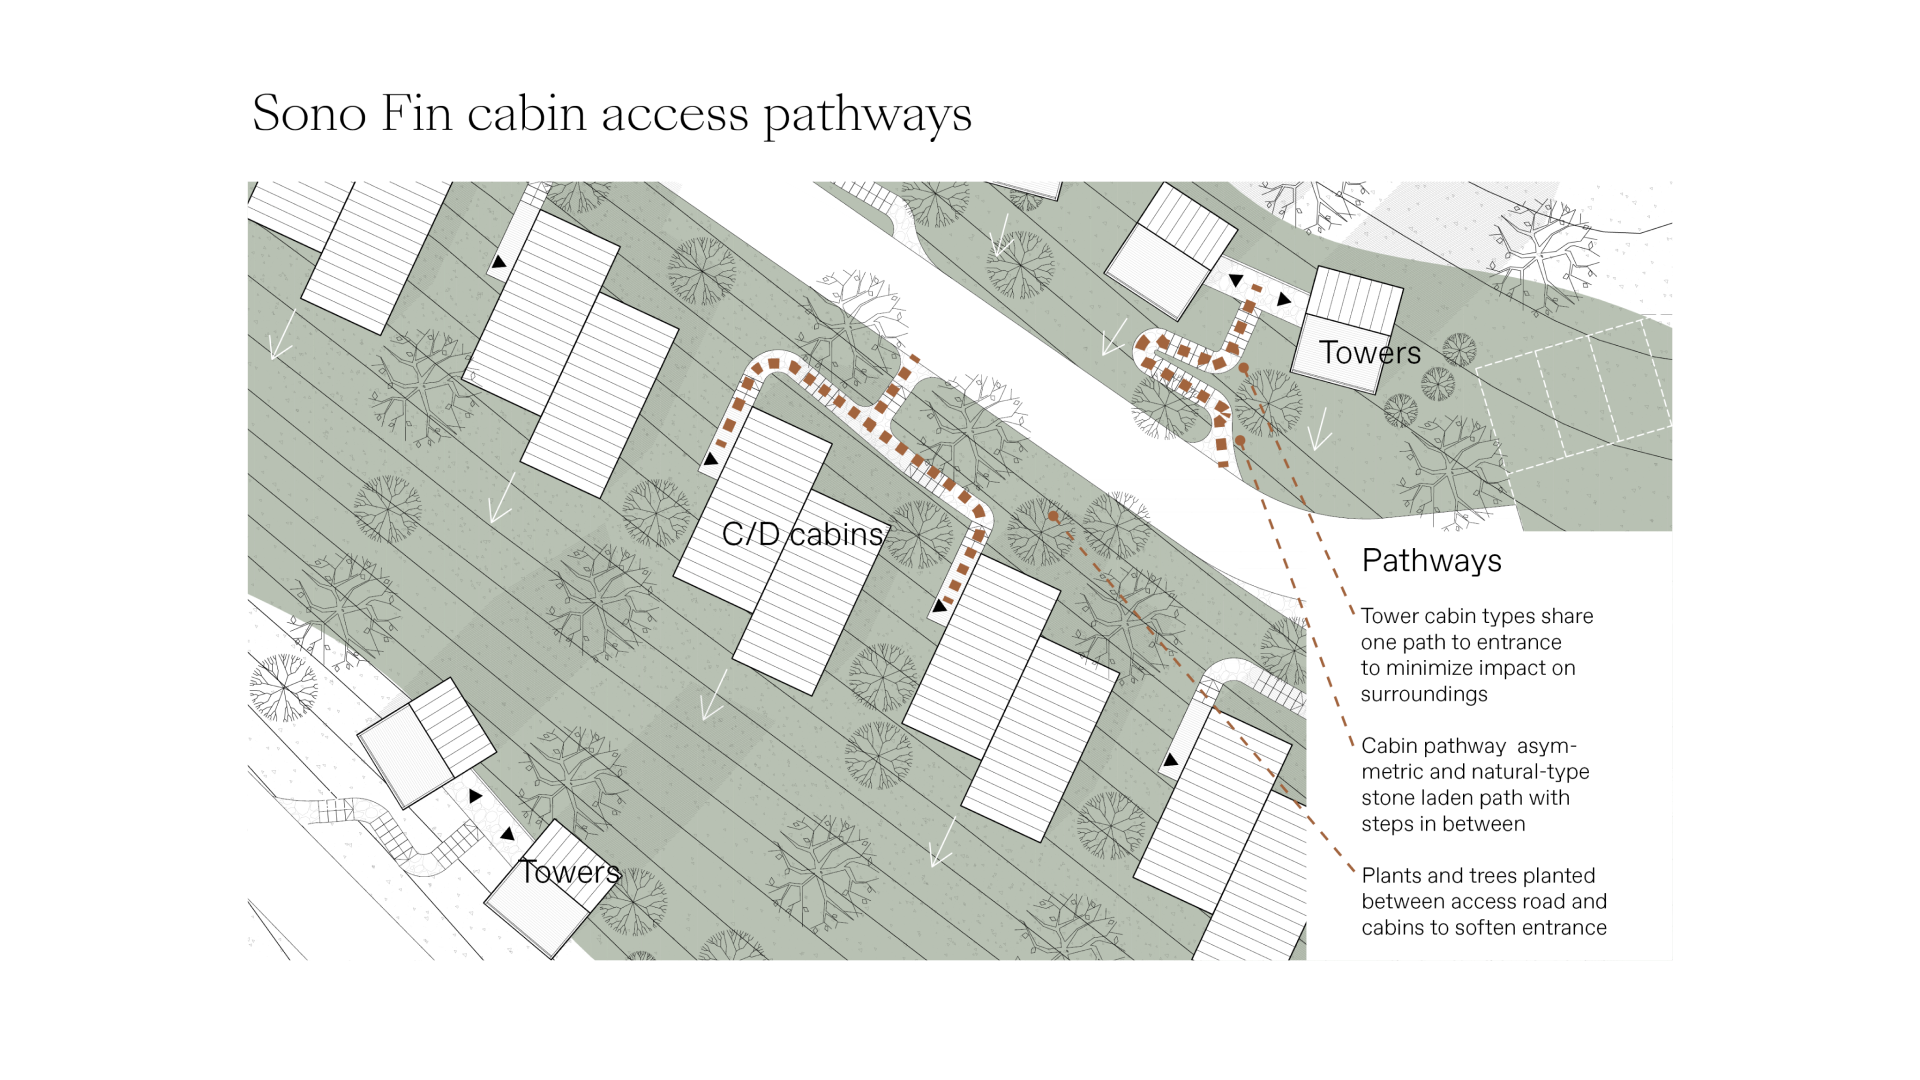 Sono Fin cabin access pathways
Towers
C/D cabins
Towers
Pathways
Tower cabin types share
one path to entrance
to minimize impact on
surroundings
Cabin pathway  asym-
metric and natural-type
stone laden path with
steps in between
Plants and trees planted
between access road and
cabins to soften entrance